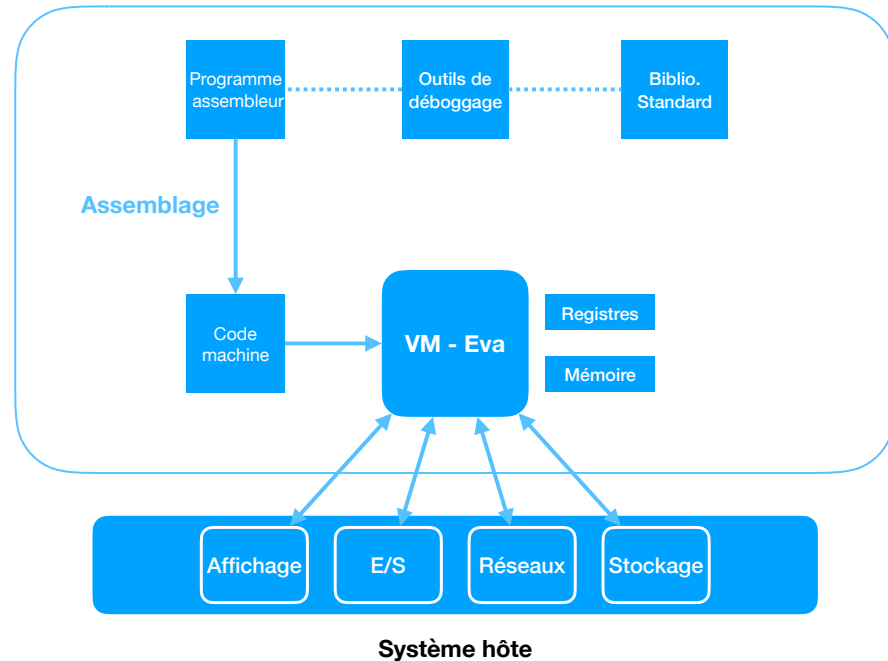 Programme
assembleur
Outils de
déboggage
Biblio.
Standard
Assemblage
Code
machine
VM - Eva
Registres
Mémoire
Affichage
E/S
Réseaux
Stockage
Système hôte